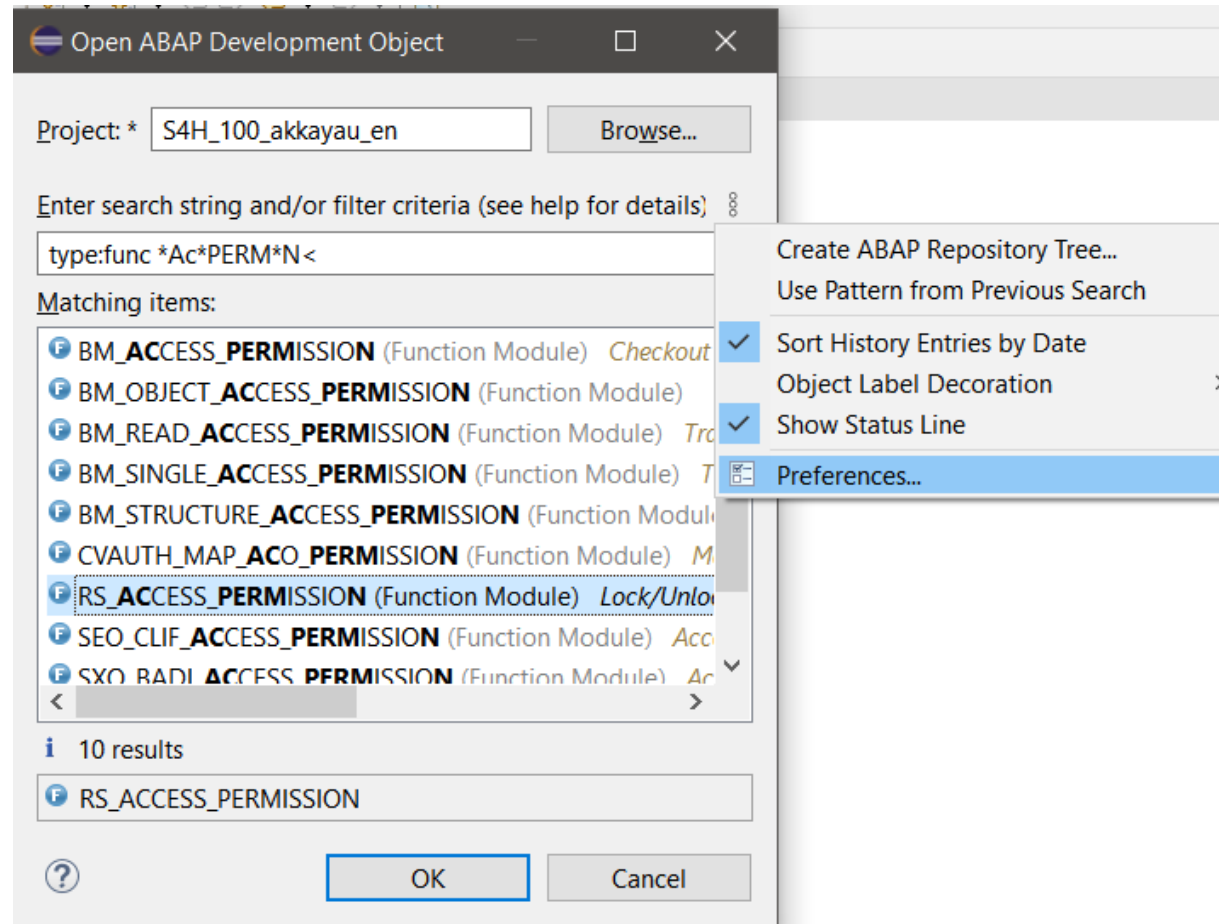 Open ABAP Development Object
Project: * S4H_100_akkayau_en Browse...
Enter search string and/or filter criteria (see help for details)
type:func *Ac*PERM*N<
Matching items:
BM_ACCESS_PERMISSION (Function Module) Checkout
BM_OBJECT_ACCESS_PERMISSION (Function Module)
BM_READ_ACCESS_PERMISSION (Function Module)
BM_SINGLE_ACCESS_PERMISSION (Function Module) T
BM_STRUCTURE_ACCESS_PERMISSION (Function Modul
CVAUTH_MAP_ACO_PERMISSION (Function Module) M
RS_ACCESS_PERMISSION (Function Module) Lock/Unlo
SEO_CLIF_ACCESS_PERMISSION (Function Module) Acc
SXO_BADI_ACCESS_PERMISSION (Function Module) Ac
i 10 results
RS_ACCESS_PERMISSION
? OK Cancel
Create ABAP Repository Tree...
Use Pattern from Previous Search
Sort History Entries by Date
Object Label Decoration
Show Status Line
Preferences...